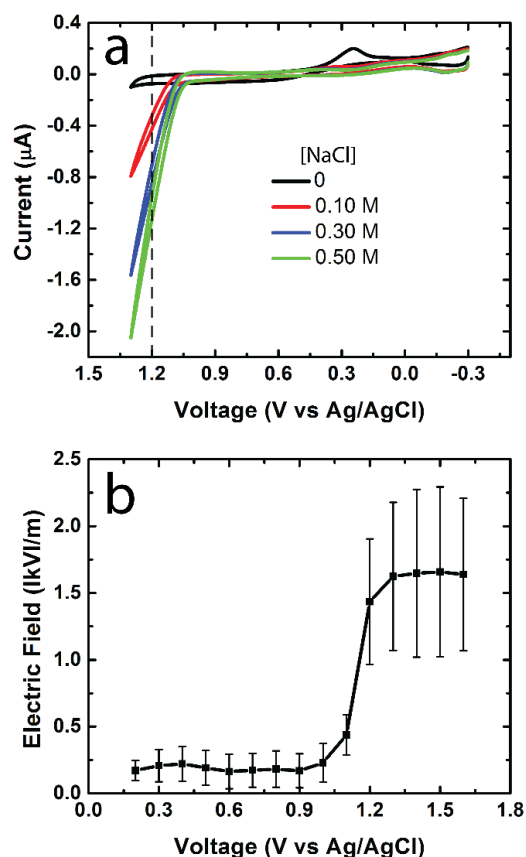 a
0.4
0.0
-0.4
-0.8
-1.2
-1.6
-2.0
Current (μA)
[NaCl]
0
0.10 M
0.30 M
0.50 M
1.5 1.2 0.9 0.6 0.3 0.0 -0.3
Voltage (V vs Ag/AgCl)
b
2.5
2.0
1.5
1.0
0.5
0.0
Electric Field (IkVI/m)
0.0 0.3 0.6 0.9 1.2 1.5 1.8
Voltage (V vs Ag/AgCl)